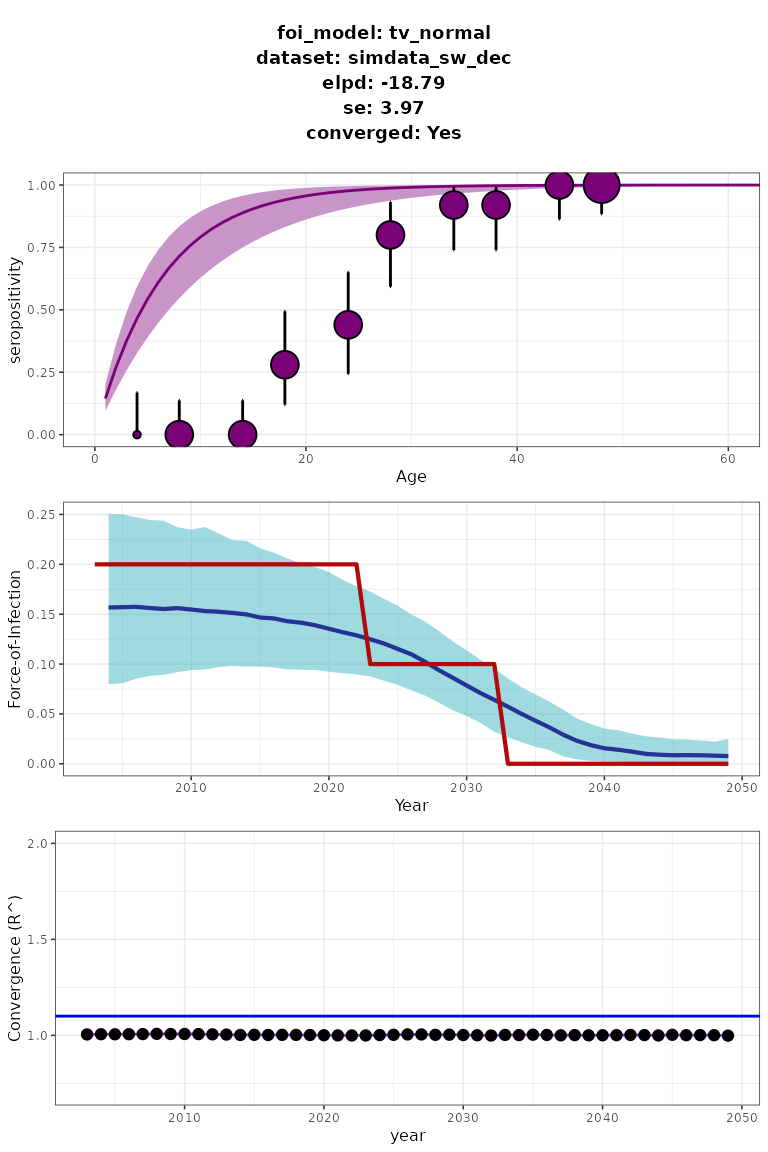 foi_model: tv_normal
dataset: simdata_sw_dec
elpd: -18.79
se: 3.97
converged: Yes
seropositivity
1.00
0.75
0.50
0.25
0.00
0
20
40
60
Age
Force-of-Infection
0.25
0.20
0.15
0.10
0.05
0.00
2010
2020
2030
2040
2050
Year
Convergence (R^)
2.0
1.5
1.0
2010
2020
2030
2040
2050
year